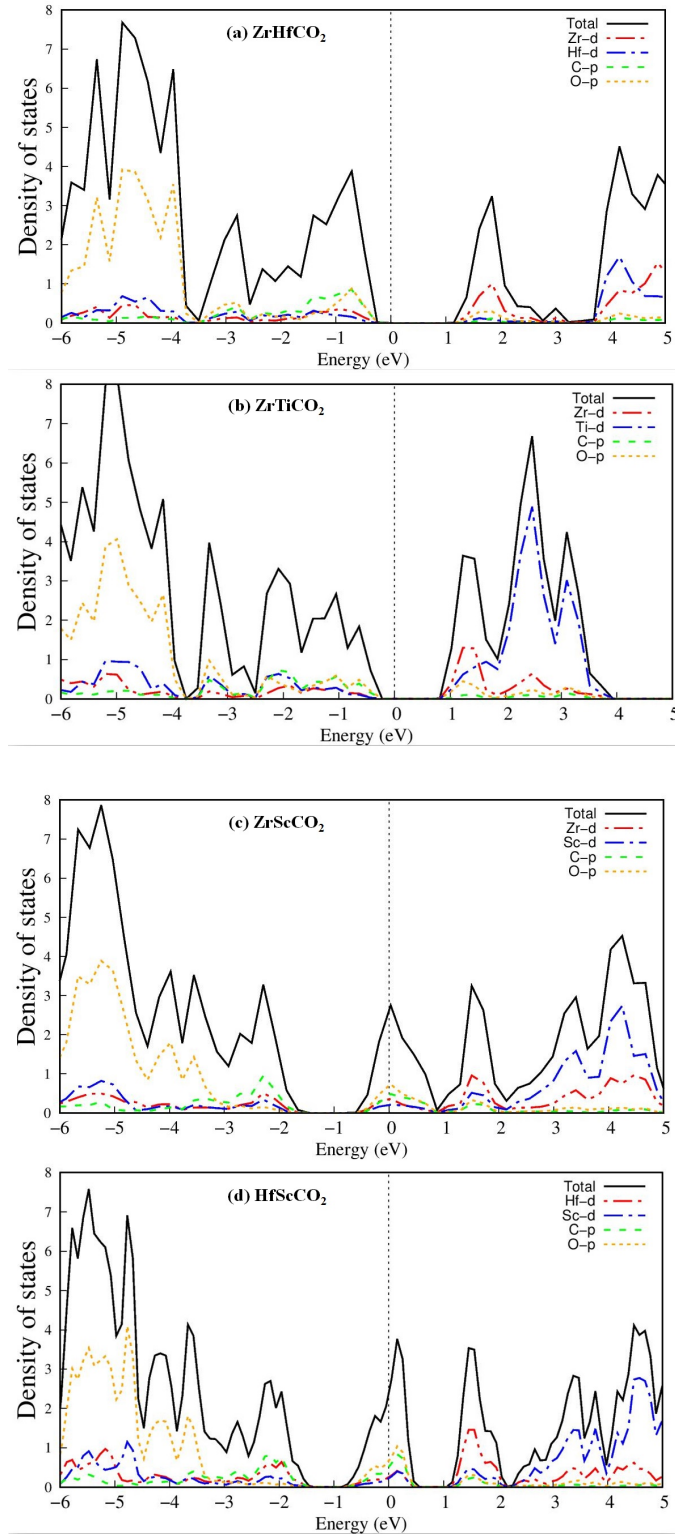 (a) ZrHfCO₂
Total
Zr-d
Hf-d
C-p
O-p
Density of states
8
7
6
5
4
3
2
1
0
−6 −5 −4 −3 −2 −1 0 1 2 3 4 5
Energy (eV)
(b) ZrTiCO₂
Total
Zr-d
Ti-d
C-p
O-p
Density of states
8
7
6
5
4
3
2
1
0
−6 −5 −4 −3 −2 −1 0 1 2 3 4 5
Energy (eV)
(c) ZrScCO₂
Total
Zr-d
Sc-d
C-p
O-p
Density of states
8
7
6
5
4
3
2
1
0
−6 −5 −4 −3 −2 −1 0 1 2 3 4 5
Energy (eV)
(d) HfScCO₂
Total
Hf-d
Sc-d
C-p
O-p
Density of states
8
7
6
5
4
3
2
1
0
−6 −5 −4 −3 −2 −1 0 1 2 3 4 5
Energy (eV)